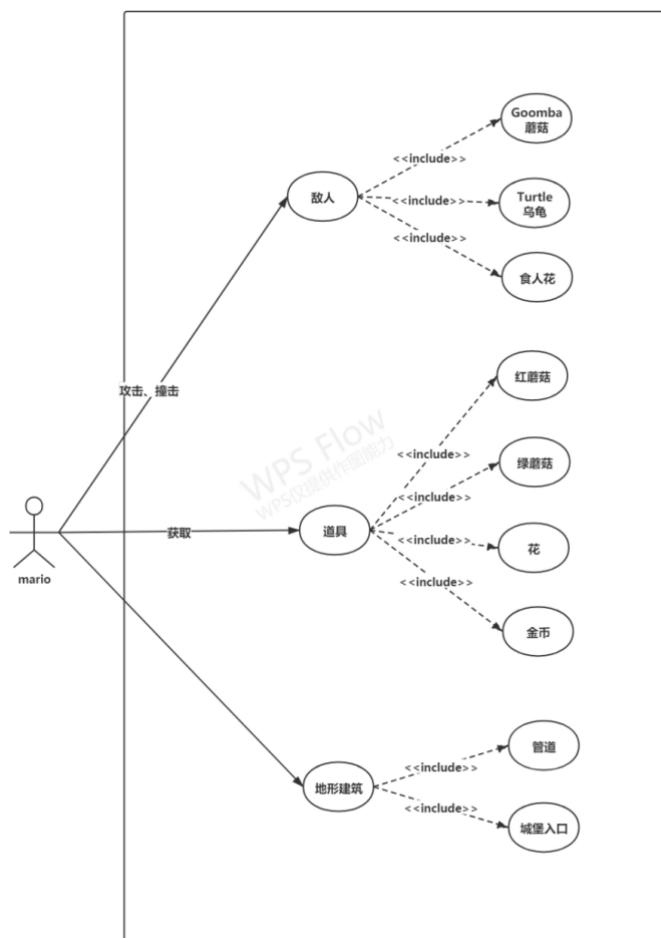 Goomba
蘑菇
<<include>>
敌人
<<include>>
Turtle
乌龟
<<include>>
食人花
攻击、撞击
红蘑菇
<<include>>
绿蘑菇
<<include>>
WPS Flow
WPS仅提供作图能力
获取
道具
<<include>>
花
<<include>>
金币
mario
管道
<<include>>
地形建筑
<<include>>
城堡入口